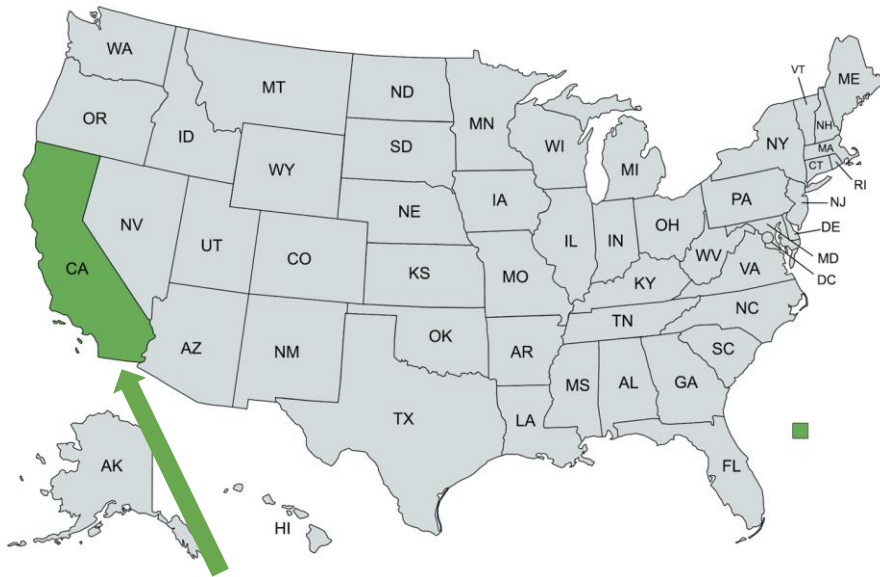 WA
MT
ND
MN
VT
ME
OR
ID
SD
WI
NY
NH
WY
MI
MA
CT
RI
IA
NE
PA
NJ
NV
OH
UT
IL
IN
DE
CA
CO
WV
MD
KS
MO
VA
DC
KY
NC
TN
OK
AZ
NM
AR
SC
MS
AL
GA
TX
LA
AK
FL
HI